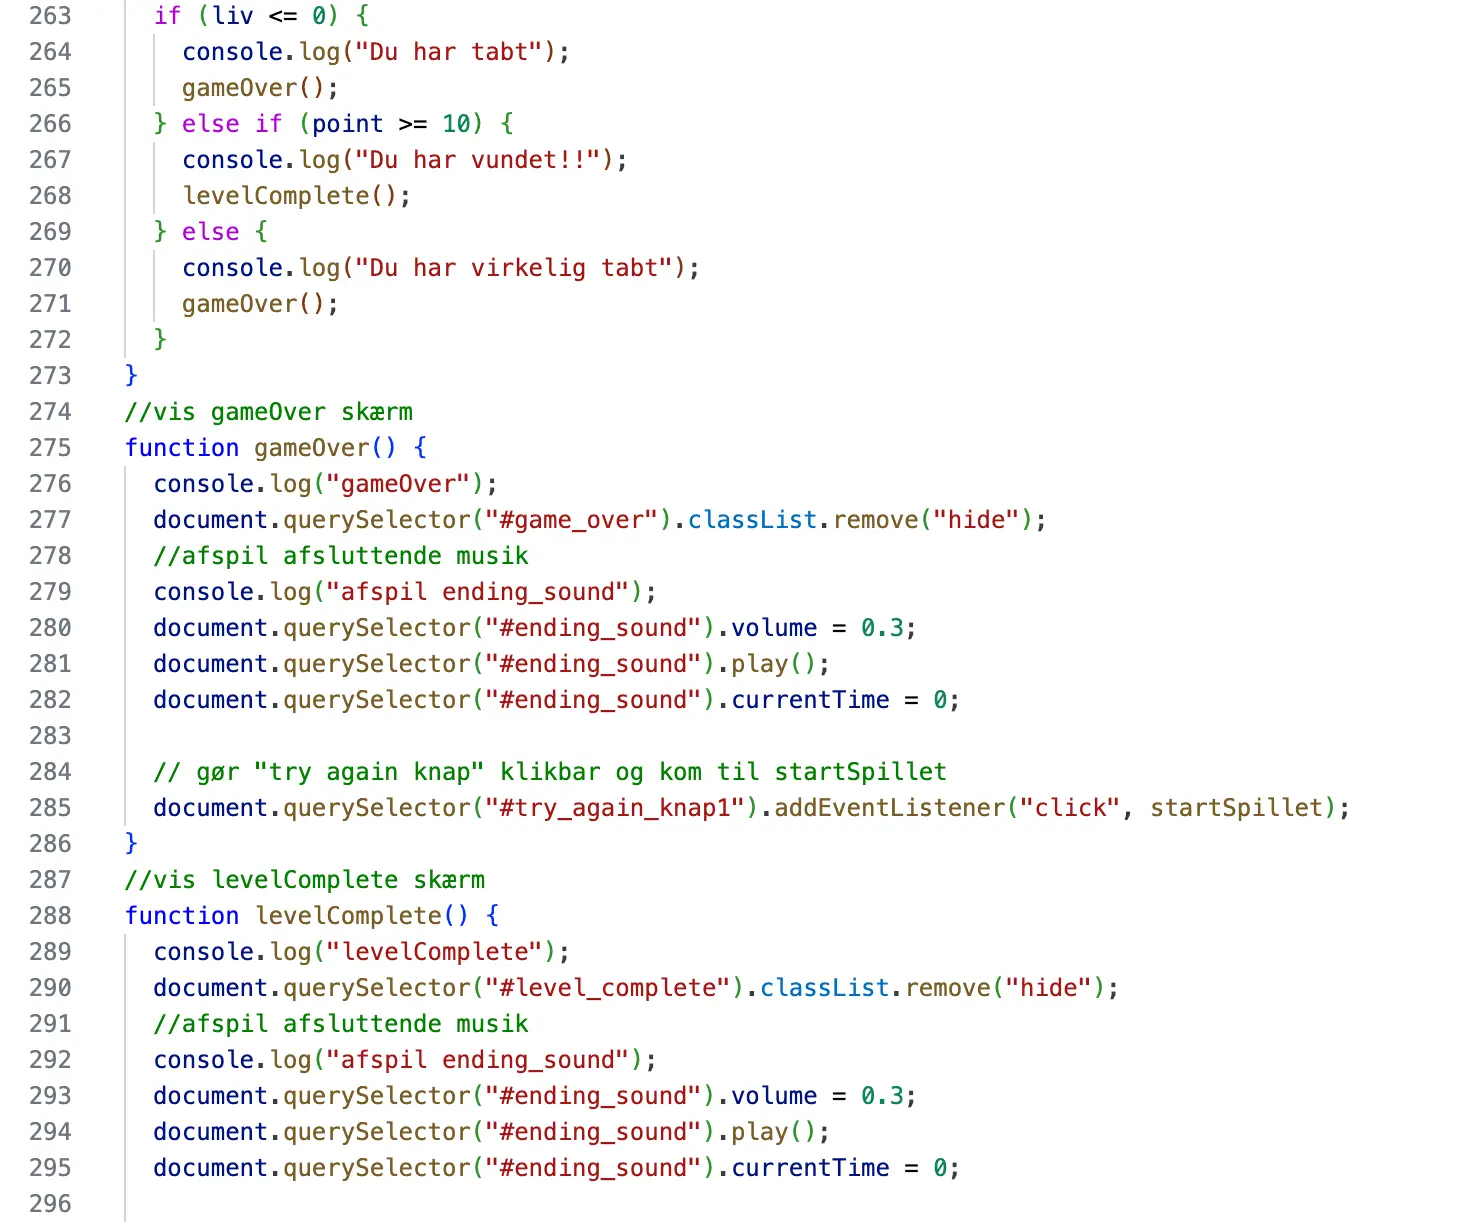 263 if (liv <= 0) {
264 console.log("Du har tabt");
265 gameOver();
266 } else if (point >= 10) {
267 console.log("Du har vundet!!");
268 levelComplete();
269 } else {
270 console.log("Du har virkelig tabt");
271 gameOver();
272 }
273 }
274 //vis gameOver skærm
275 function gameOver() {
276 console.log("gameOver");
277 document.querySelector("#game_over").classList.remove("hide");
278 //afspil afsluttende musik
279 console.log("afspil ending_sound");
280 document.querySelector("#ending_sound").volume = 0.3;
281 document.querySelector("#ending_sound").play();
282 document.querySelector("#ending_sound").currentTime = 0;
283
284 // gør "try again knap" klikbar og kom til startSpillet
285 document.querySelector("#try_again_knap1").addEventListener("click", startSpillet);
286 }
287 //vis levelComplete skærm
288 function levelComplete() {
289 console.log("levelComplete");
290 document.querySelector("#level_complete").classList.remove("hide");
291 //afspil afsluttende musik
292 console.log("afspil ending_sound");
293 document.querySelector("#ending_sound").volume = 0.3;
294 document.querySelector("#ending_sound").play();
295 document.querySelector("#ending_sound").currentTime = 0;
296